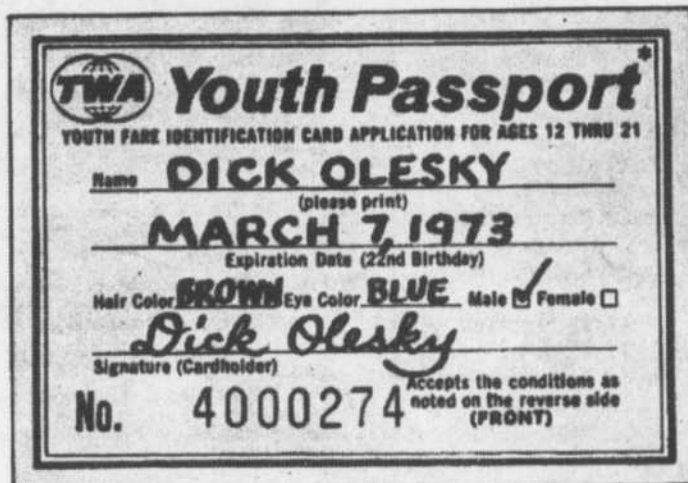 TWA Youth Passport*
YOUTH FARE IDENTIFICATION CARD APPLICATION FOR AGES 12 THRU 21
Name DICK OLESKY
(please print)
MARCH 7, 1973
Expiration Date (22nd Birthday)
Hair Color BROWN Eye Color BLUE Male ☑ Female ☐
Dick Olesky
Signature (Cardholder)
No. 4000274
Accepts the conditions as
noted on the reverse side
(FRONT)